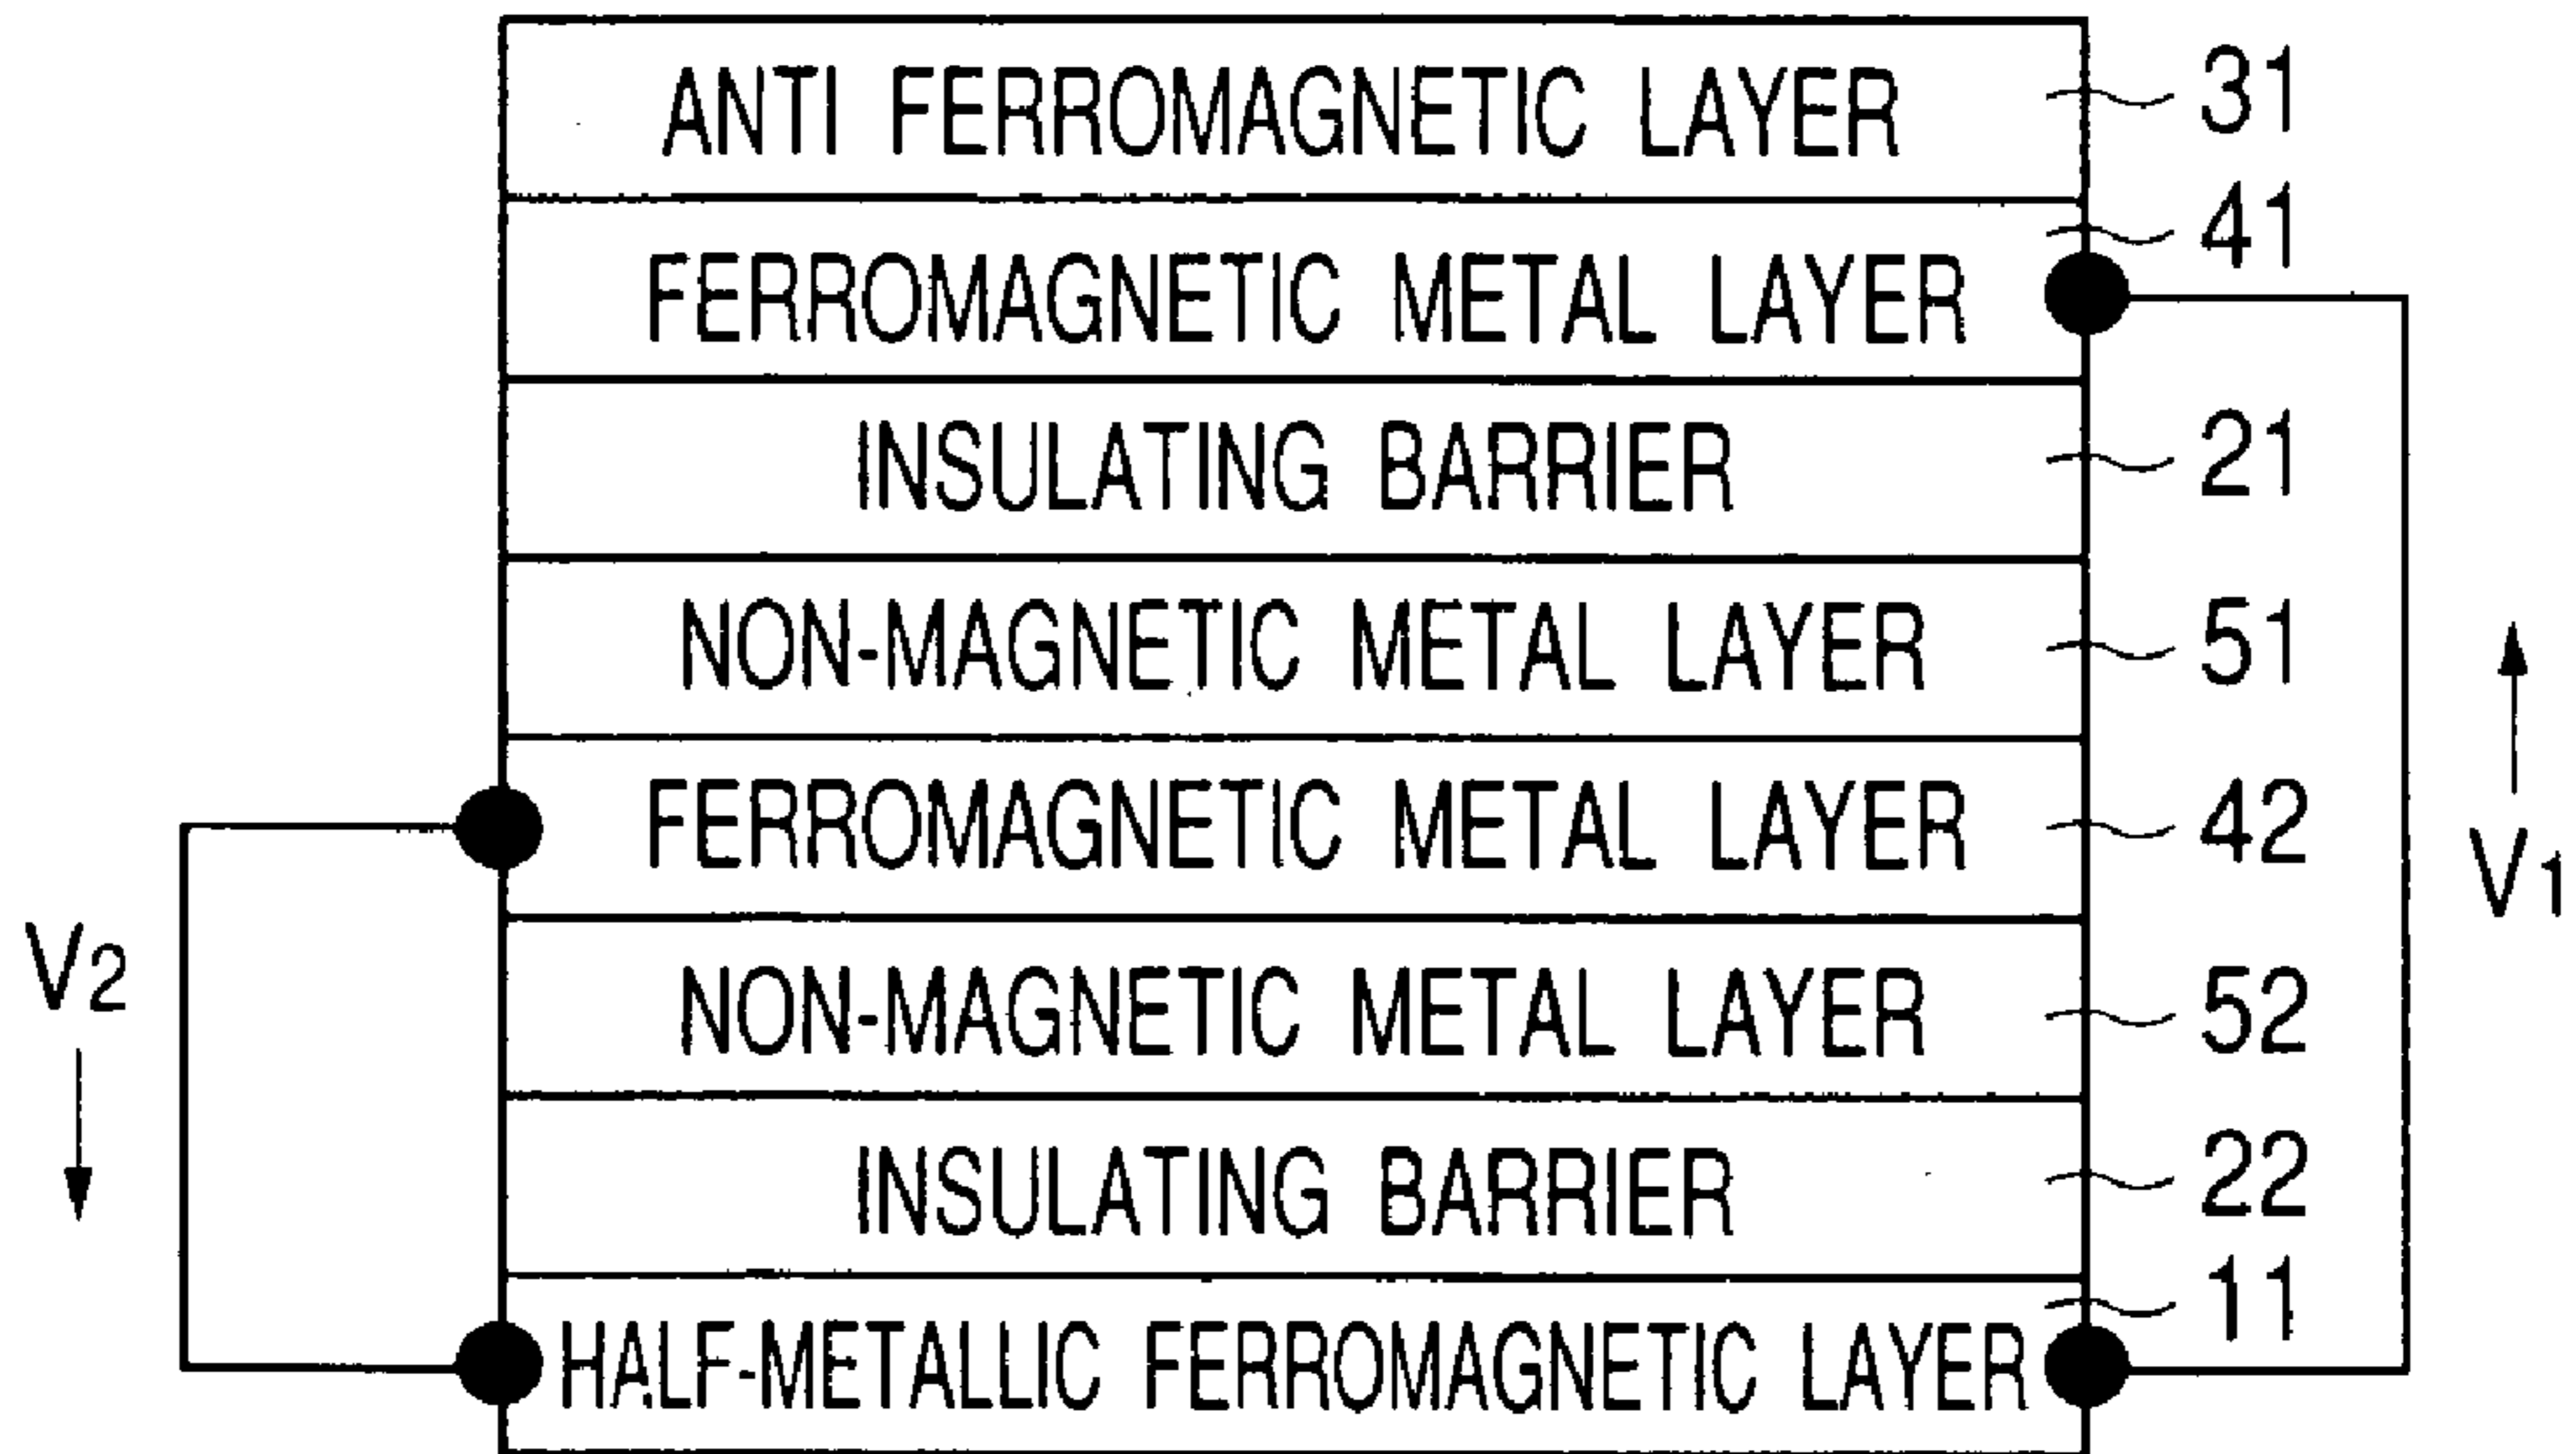 ANTI FERROMAGNETIC LAYER 31
FERROMAGNETIC METAL LAYER 41
INSULATING BARRIER 21
NON-MAGNETIC METAL LAYER 51
FERROMAGNETIC METAL LAYER 42
V1
V2
NON-MAGNETIC METAL LAYER 52
INSULATING BARRIER 22
HALF-METALLIC FERROMAGNETIC LAYER 11